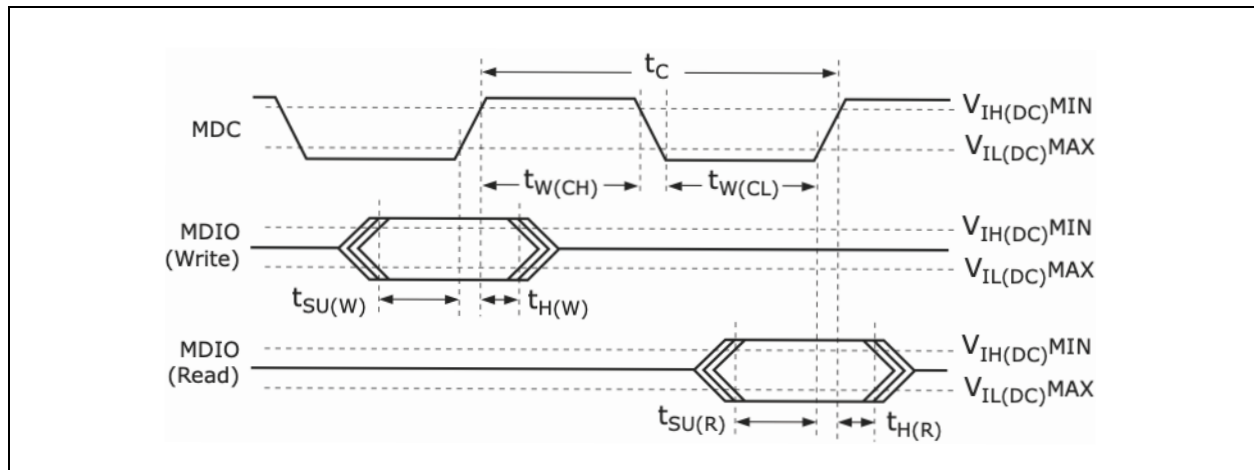 tC
VIH(DC)MIN
MDC
VIL(DC)MAX
tW(CH) tW(CL)
MDIO
(Write)
VIH(DC)MIN
VIL(DC)MAX
tSU(W) tH(W)
MDIO
(Read)
VIH(DC)MIN
VIL(DC)MAX
tSU(R) tH(R)